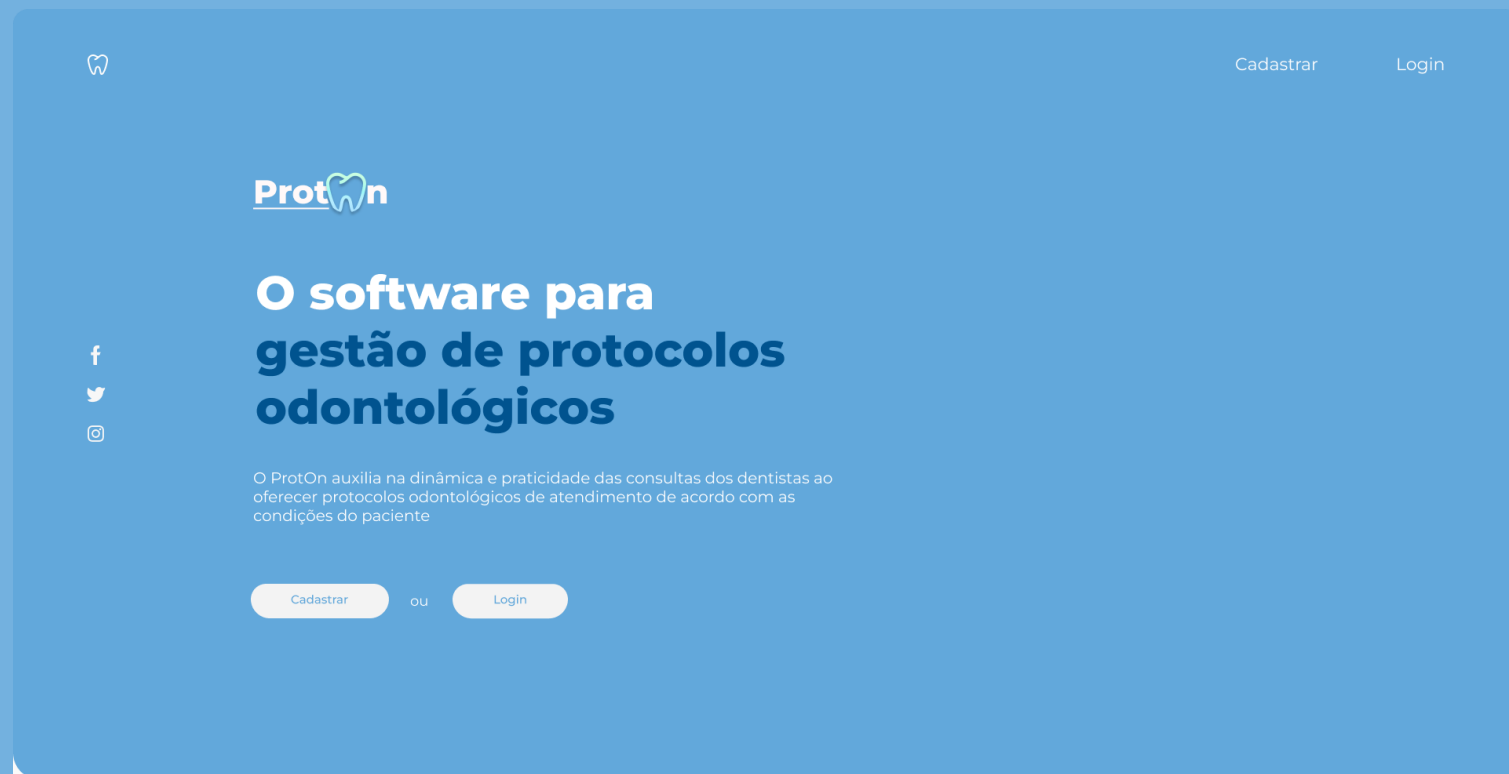 Cadastrar
Login
ProtOn
O software para
gestão de protocolos
odontológicos
O ProtOn auxilia na dinâmica e praticidade das consultas dos dentistas ao
oferecer protocolos odontológicos de atendimento de acordo com as
condições do paciente
Cadastrar ou Login